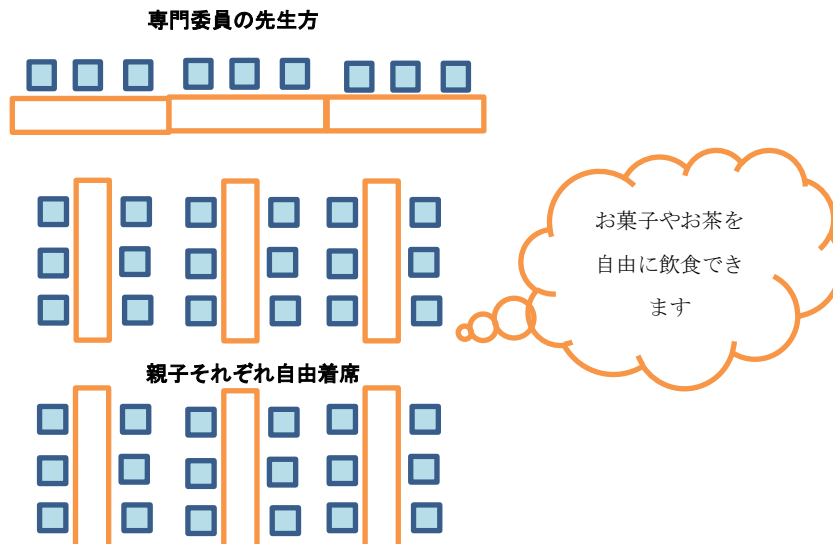 専門委員の先生方
お菓子やお茶を
自由に飲食でき
ます
親子それぞれ自由着席